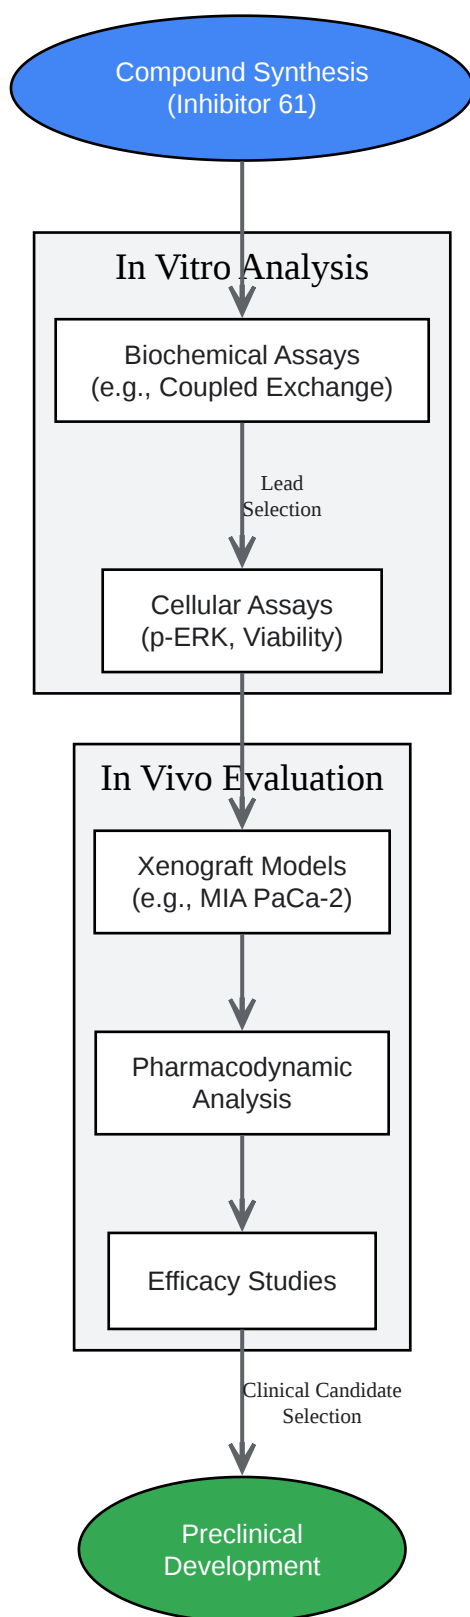 Compound Synthesis
(Inhibitor 61)
In Vitro Analysis
Biochemical Assays
(e.g., Coupled Exchange)
Lead
Selection
Cellular Assays
(p-ERK, Viability)
In Vivo Evaluation
Xenograft Models
(e.g., MIA PaCa-2)
Pharmacodynamic
Analysis
Efficacy Studies
Clinical Candidate
Selection
Preclinical
Development